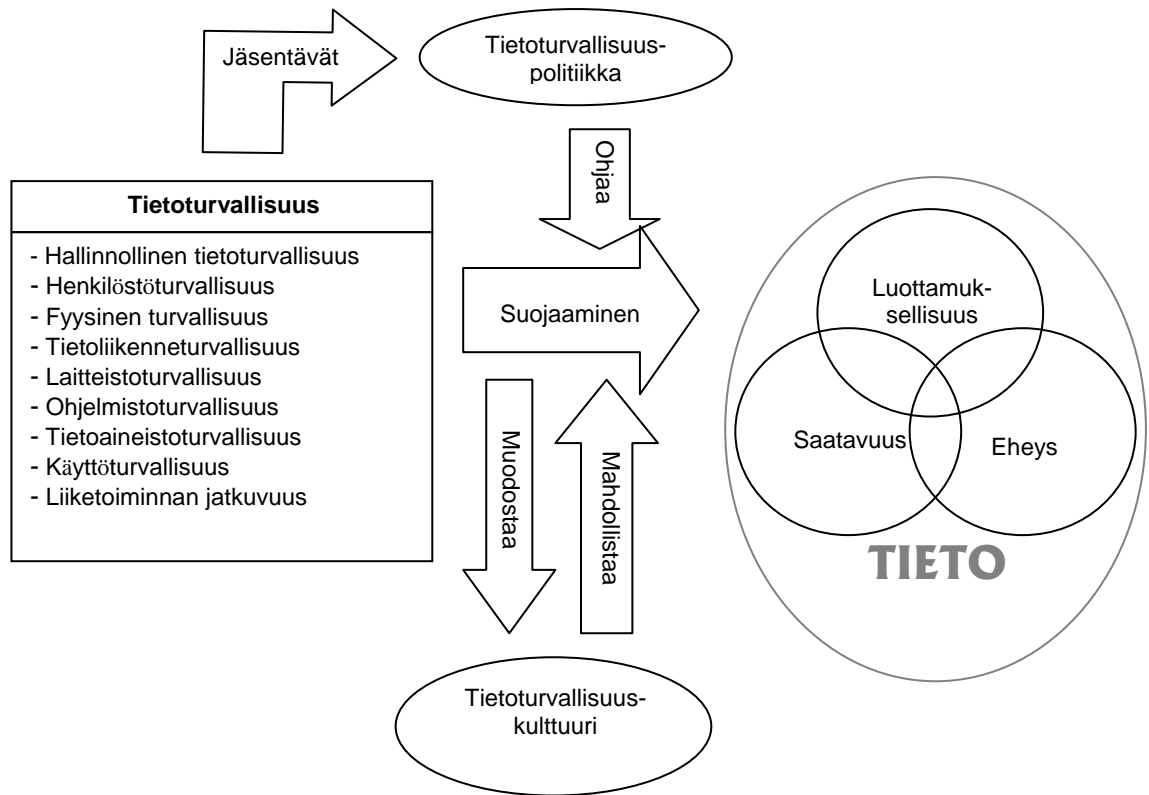 Jäsentävät
Tietoturvallisuus-
politiikka
Ohjaa
Tietoturvallisuus
- Hallinnollinen tietoturvallisuus
- Henkilöstöturvallisuus
- Fyysinen turvallisuus
- Tietoliikenneturvallisuus
- Laitteistoturvallisuus
- Ohjelmistoturvallisuus
- Tietoaineistoturvallisuus
- Käyttöturvallisuus
- Liiketoiminnan jatkuvuus
Suojaaminen
Muodostaa
Mahdollistaa
Luottamuk-
sellisuus
Saatavuus
Eheys
TIETO
Tietoturvallisuus-
kulttuuri